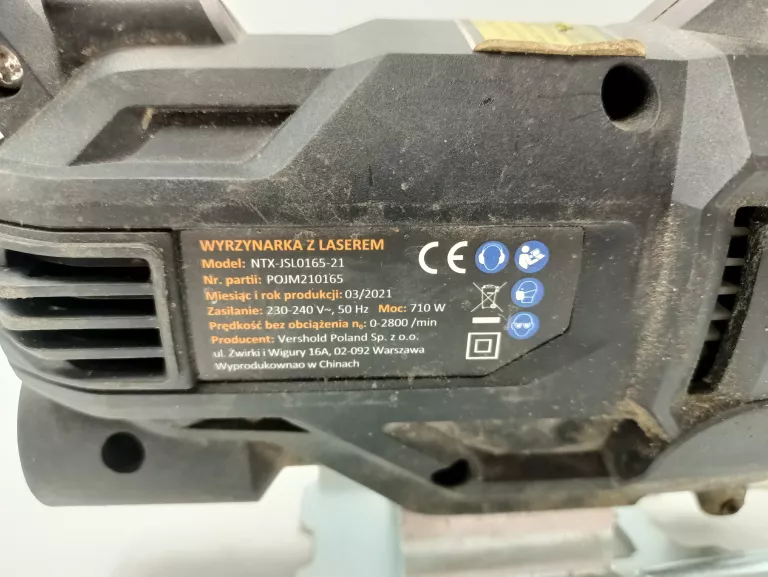 WYRZYNARKA Z LASEREM
Model: NTX-JSL0165-21
Nr. partii: POJM210165
Miesiąc i rok produkcji: 03/2021
Zasilanie: 230-240 V~, 50 Hz Moc: 710 W
Prędkość bez obciążenia n₀: 0-2800 /min
Producent: Vershold Poland Sp. z o.o.
ul. Żwirki i Wigury 16A, 02-092 Warszawa
Wyprodukownao w Chinach
CE